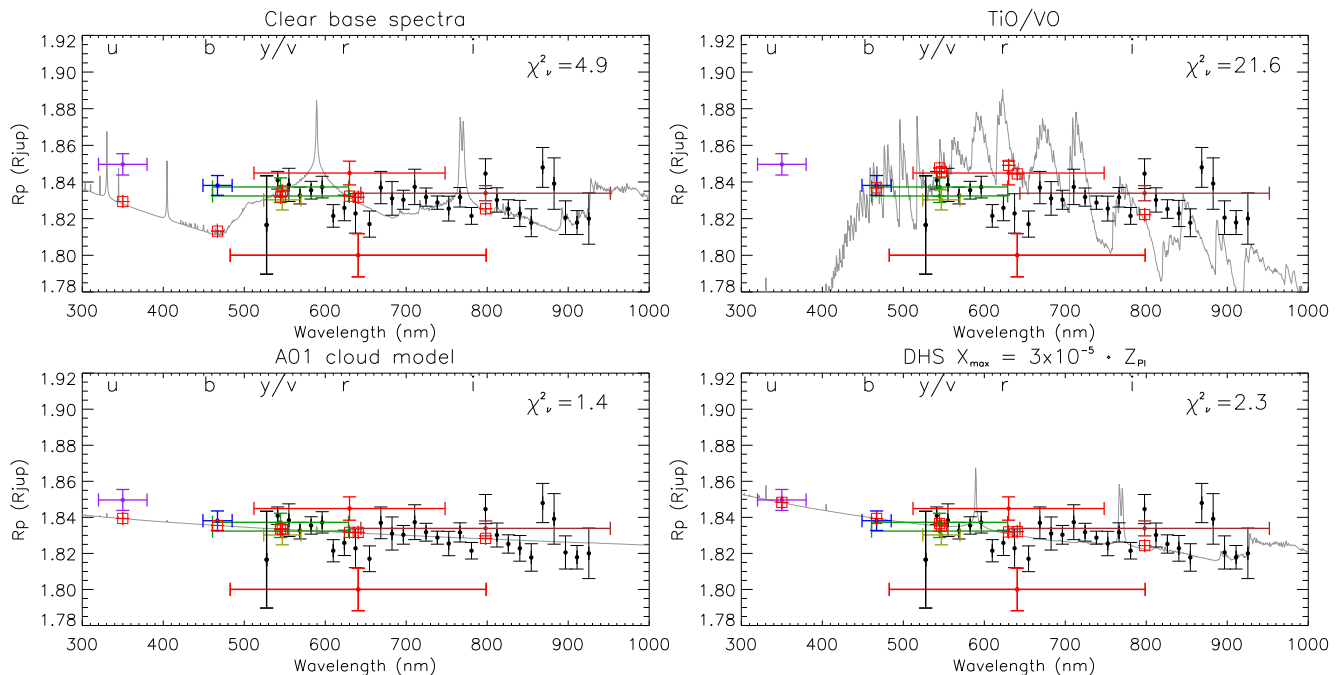 Clear base spectra
u b y/v r i
χ²ᵥ=4.9
1.92
1.90
1.88
1.86
1.84
1.82
1.80
1.78
Rp (Rjup)
300 400 500 600 700 800 900 1000
Wavelength (nm)
TiO/VO
u b y/v r i
χ²ᵥ=21.6
1.92
1.90
1.88
1.86
1.84
1.82
1.80
1.78
Rp (Rjup)
300 400 500 600 700 800 900 1000
Wavelength (nm)
A01 cloud model
u b y/v r i
χ²ᵥ=1.4
1.92
1.90
1.88
1.86
1.84
1.82
1.80
1.78
Rp (Rjup)
300 400 500 600 700 800 900 1000
Wavelength (nm)
DHS X_max = 3x10⁻⁵ · Z_Pl
u b y/v r i
χ²ᵥ=2.3
1.92
1.90
1.88
1.86
1.84
1.82
1.80
1.78
Rp (Rjup)
300 400 500 600 700 800 900 1000
Wavelength (nm)